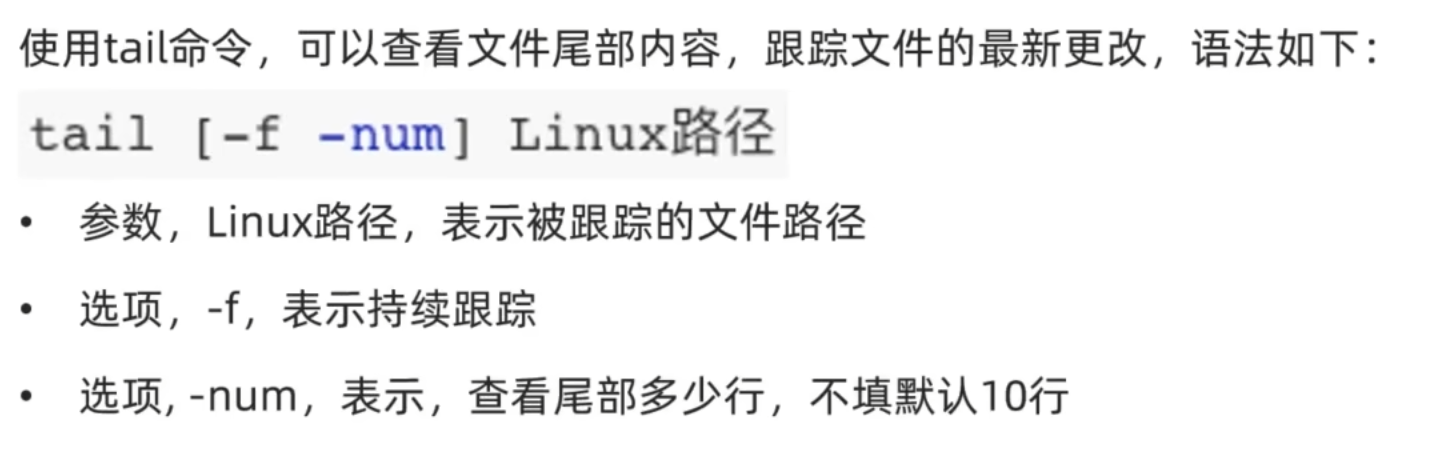 使用tail命令，可以查看文件尾部内容，跟踪文件的最新更改，语法如下：
tail [-f -num] Linux路径
• 参数，Linux路径，表示被跟踪的文件路径
• 选项，-f，表示持续跟踪
• 选项, -num，表示，查看尾部多少行，不填默认10行